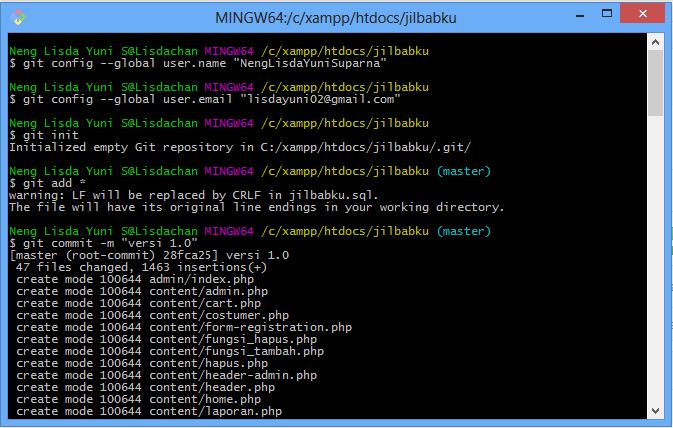 MINGW64:/c/xampp/htdocs/jilbabku
Neng Lisda Yuni S@Lisdachan MINGW64 /c/xampp/htdocs/jilbabku
$ git config --global user.name "NengLisdaYuniSuparna"
Neng Lisda Yuni S@Lisdachan MINGW64 /c/xampp/htdocs/jilbabku
$ git config --global user.email "lisdayuni02@gmail.com"
Neng Lisda Yuni S@Lisdachan MINGW64 /c/xampp/htdocs/jilbabku
$ git init
Initialized empty Git repository in C:/xampp/htdocs/jilbabku/.git/
Neng Lisda Yuni S@Lisdachan MINGW64 /c/xampp/htdocs/jilbabku (master)
$ git add *
warning: LF will be replaced by CRLF in jilbabku.sql.
The file will have its original line endings in your working directory.
Neng Lisda Yuni S@Lisdachan MINGW64 /c/xampp/htdocs/jilbabku (master)
$ git commit -m "versi 1.0"
[master (root-commit) 28fca25] versi 1.0
47 files changed, 1463 insertions(+)
create mode 100644 admin/index.php
create mode 100644 content/admin.php
create mode 100644 content/cart.php
create mode 100644 content/costumer.php
create mode 100644 content/form-registration.php
create mode 100644 content/fungsi_hapus.php
create mode 100644 content/fungsi_tambah.php
create mode 100644 content/hapus.php
create mode 100644 content/header-admin.php
create mode 100644 content/header.php
create mode 100644 content/home.php
create mode 100644 content/laporan.php